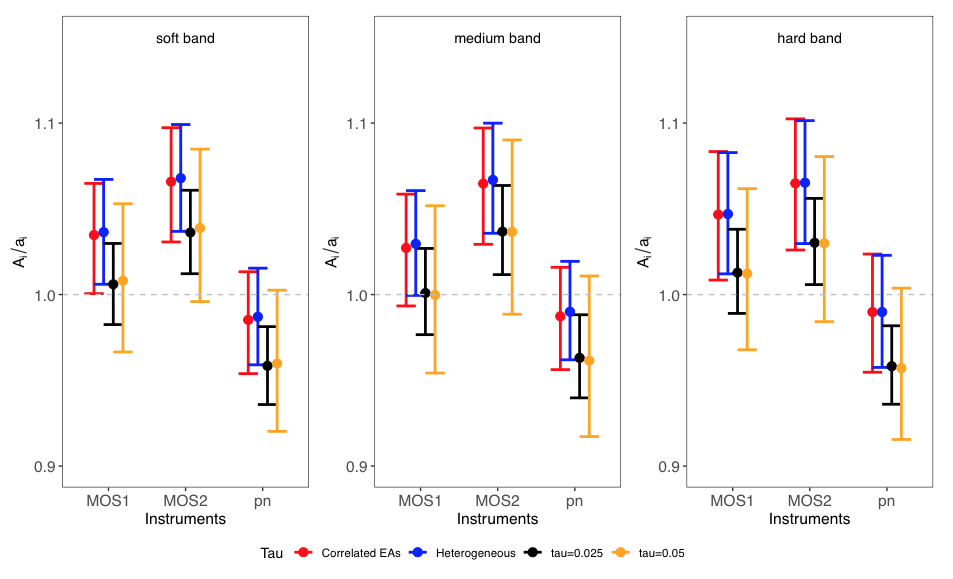 soft band
medium band
hard band
A_i/a_i
1.1
1.0
0.9
MOS1 MOS2 pn
Instruments
A_i/a_i
1.1
1.0
0.9
MOS1 MOS2 pn
Instruments
A_i/a_i
1.1
1.0
0.9
MOS1 MOS2 pn
Instruments
Tau Correlated EAs Heterogeneous tau=0.025 tau=0.05